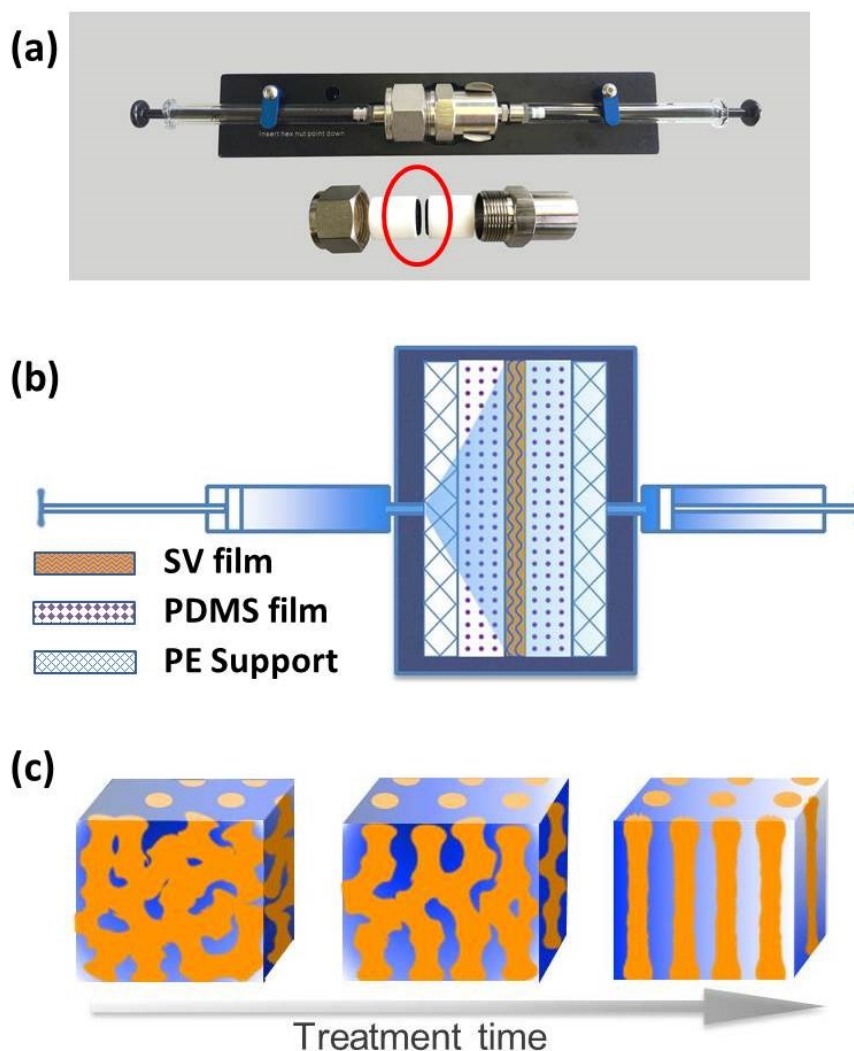 (a)
Insert hex nut point down
(b)
SV film
PDMS film
PE Support
(c)
Treatment time